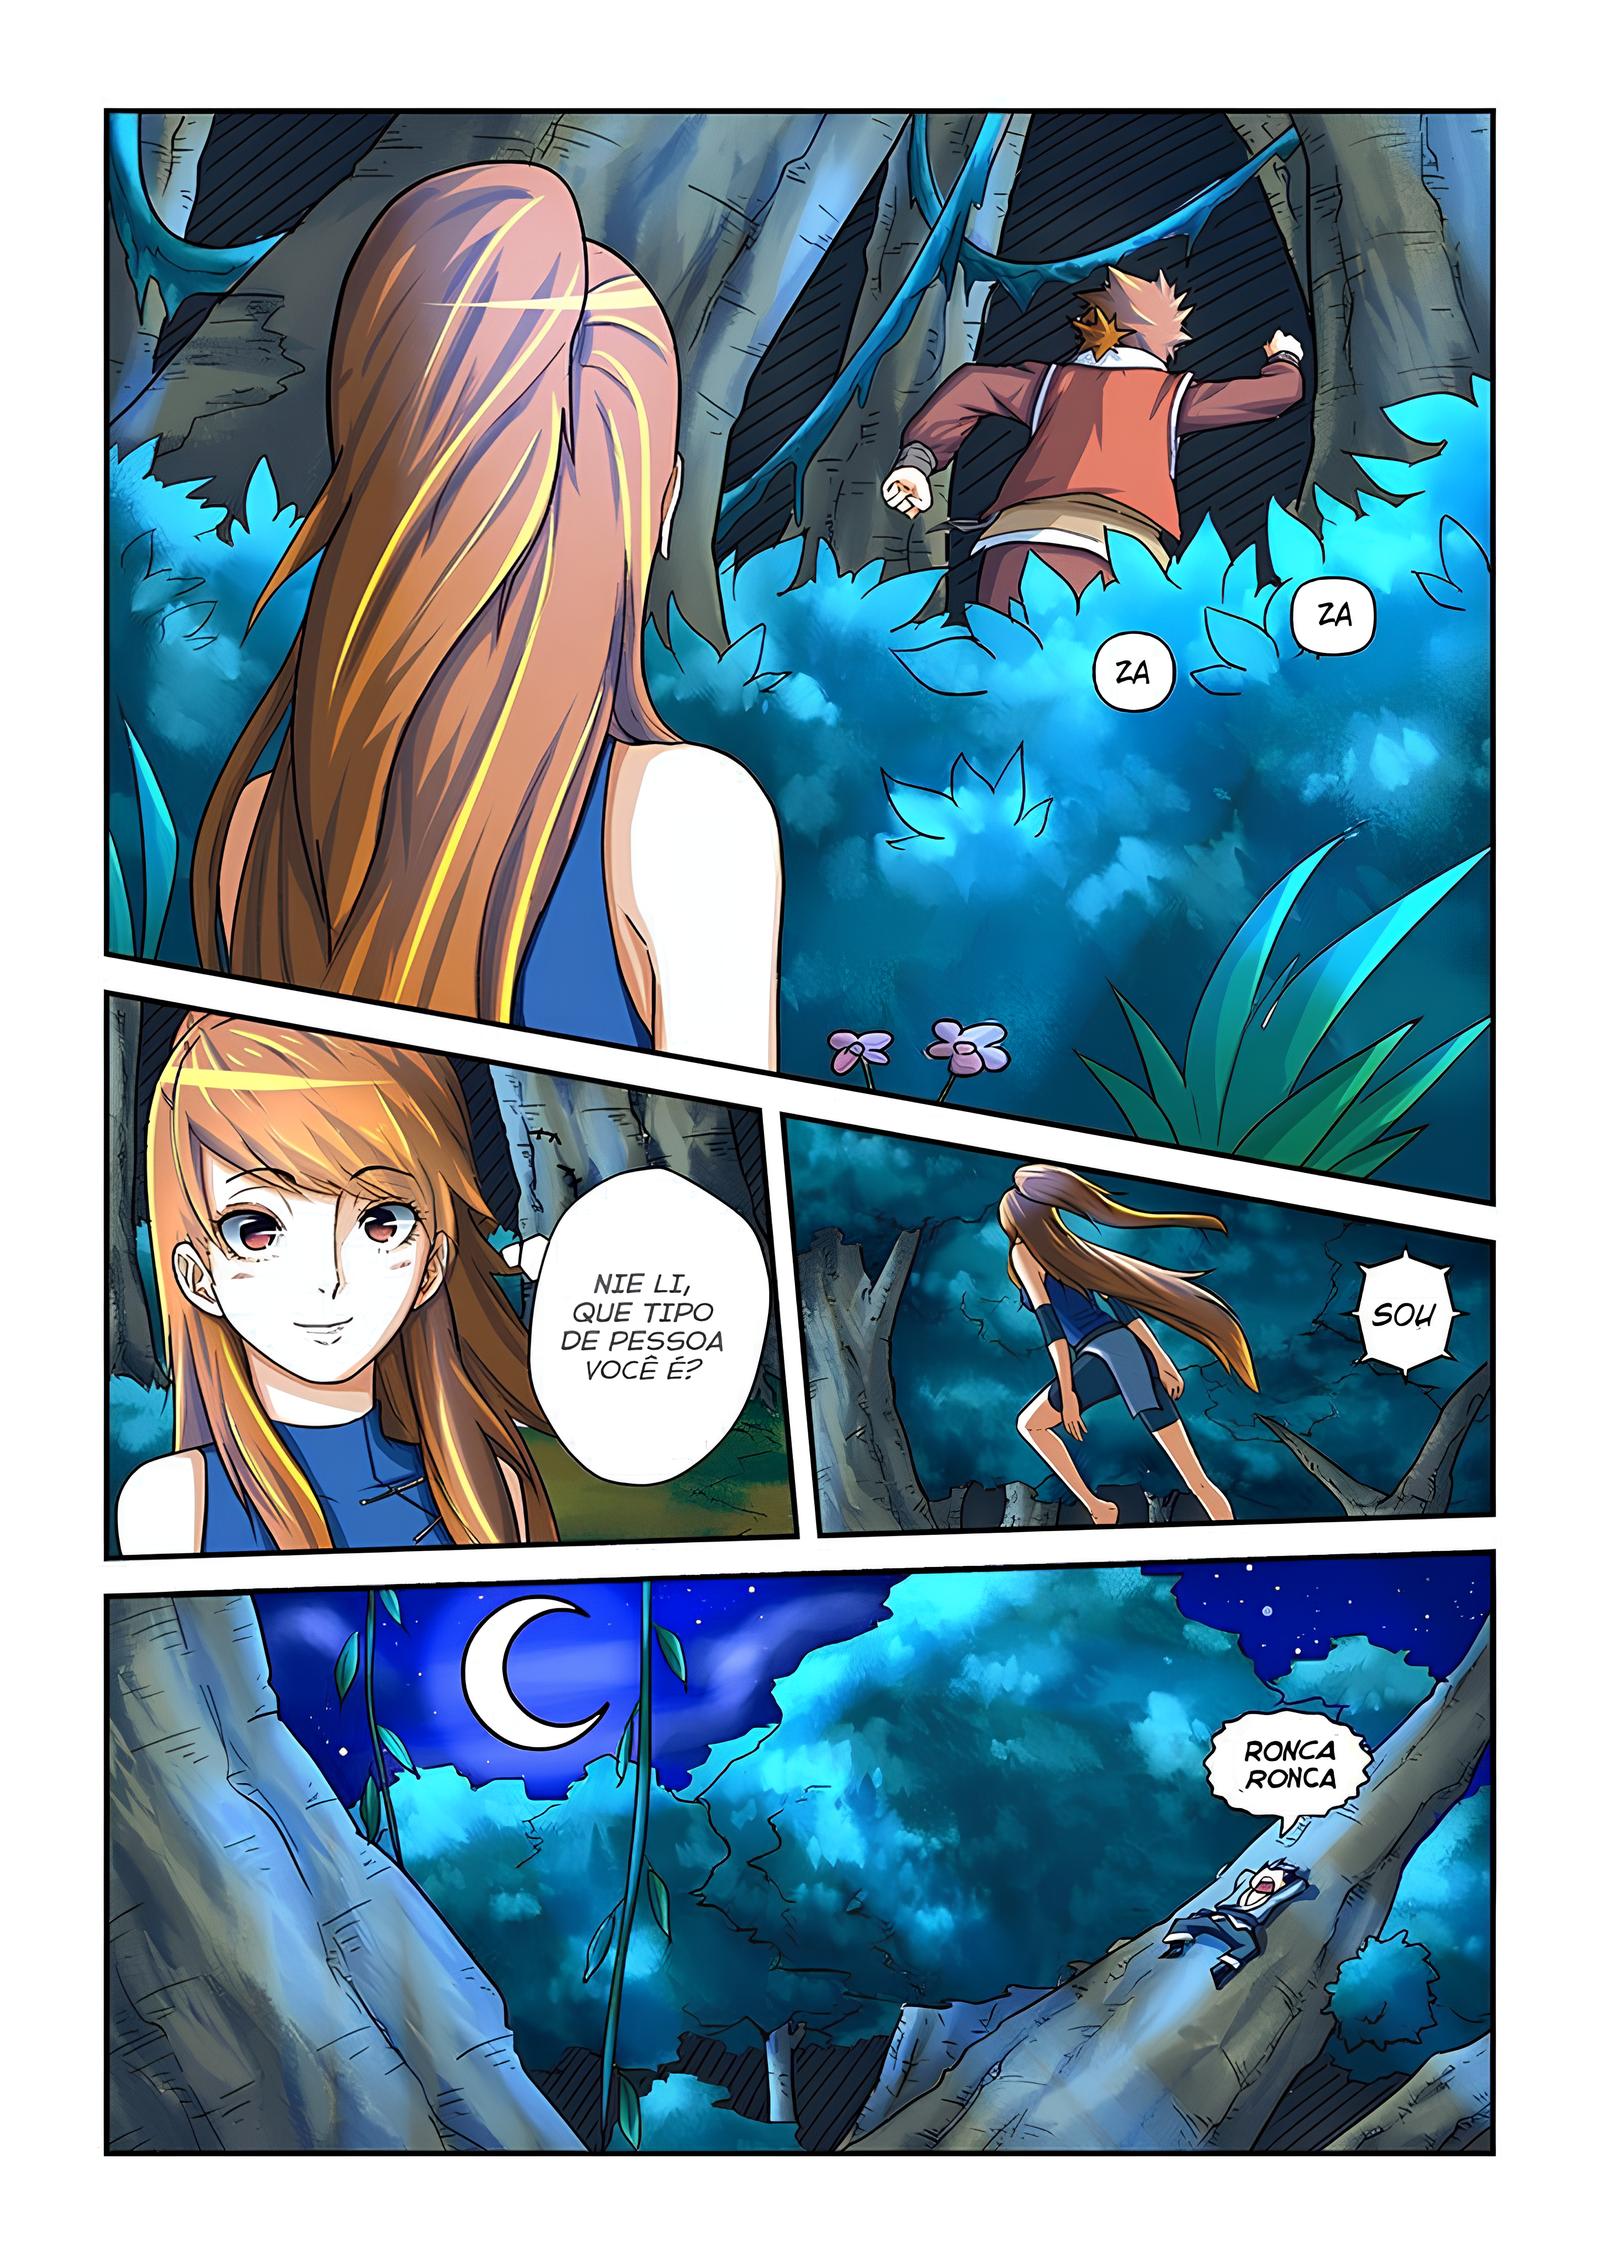 ZA
ZA
NIE LI,
QUE TIPO
DE PESSOA
VOCÊ É?
SOU
RONCA
RONCA